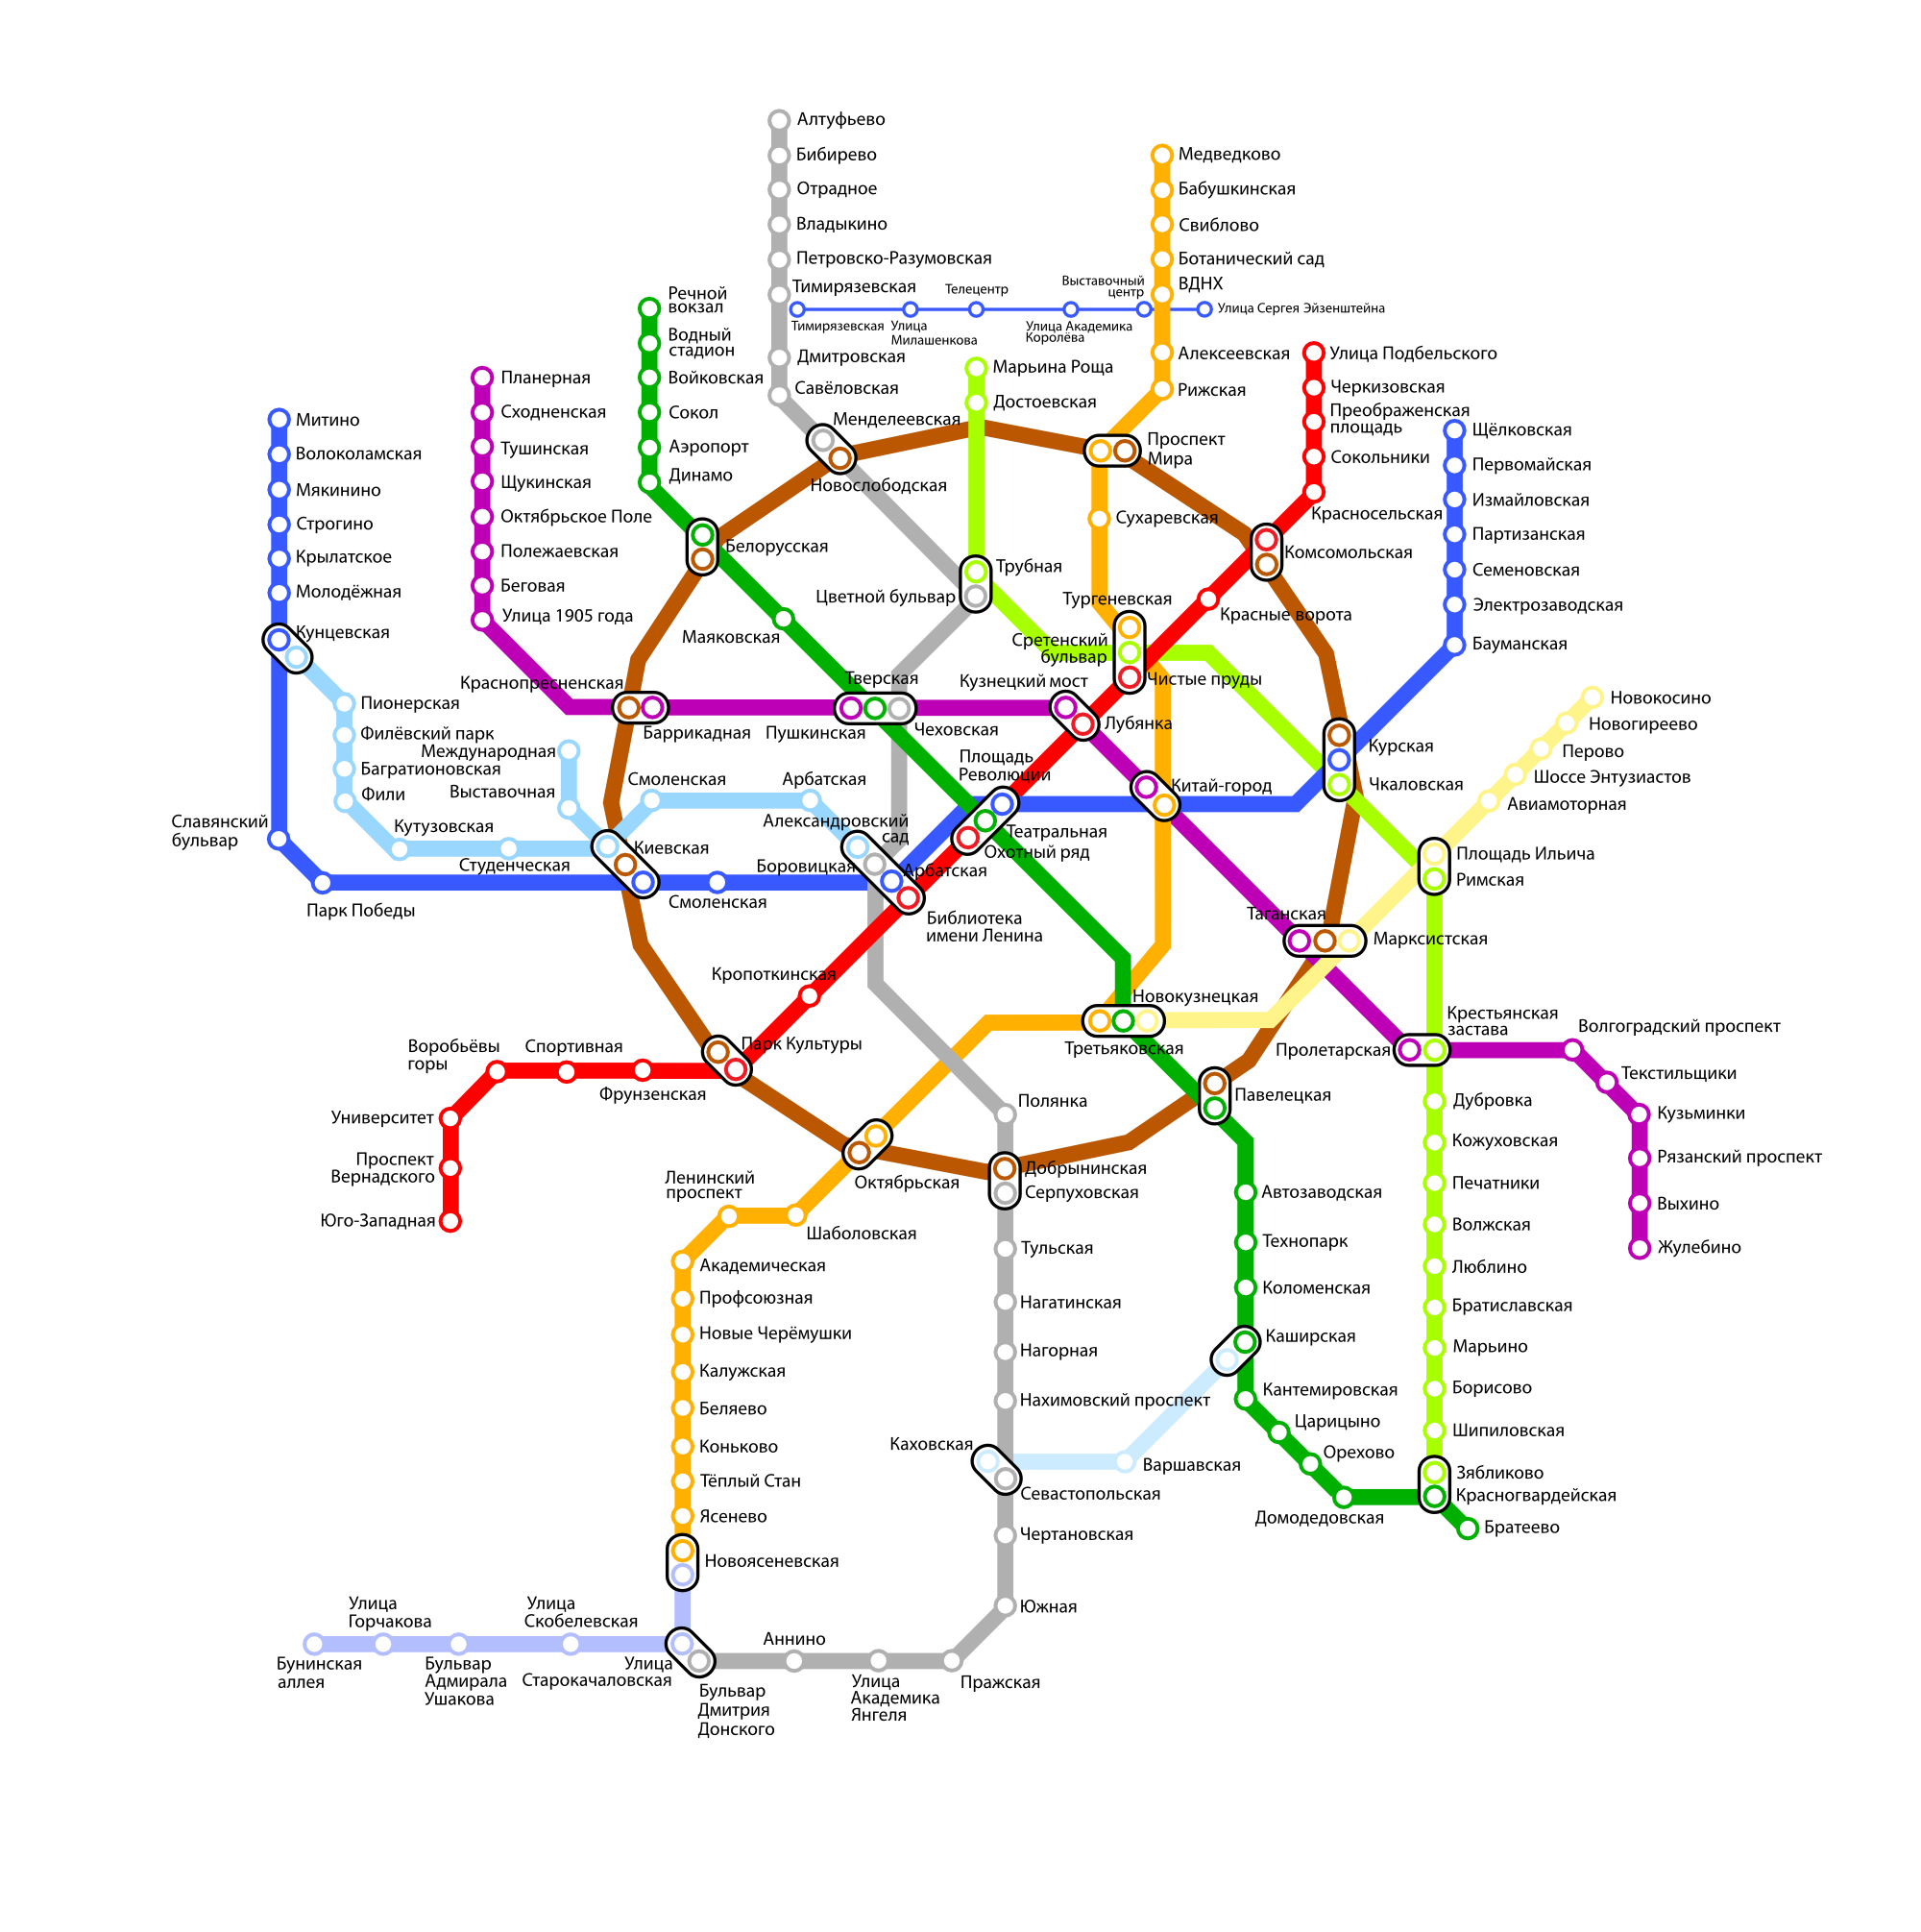 Алтуфьево
Бибирево
Отрадное
Владыкино
Петровско-Разумовская
Тимирязевская
Дмитровская
Савёловская
Менделеевская
Новослободская
Медведково
Бабушкинская
Свиблово
Ботанический сад
ВДНХ
Алексеевская
Рижская
Проспект
Мира
Сухаревская
Тимирязевская
Улица
Милашенкова
Телецентр
Улица Академика
Королёва
Выставочный
центр
Улица Сергея Эйзенштейна
Речной
вокзал
Водный
стадион
Войковская
Сокол
Аэропорт
Динамо
Белорусская
Маяковская
Планерная
Сходненская
Тушинская
Щукинская
Октябрьское Поле
Полежаевская
Беговая
Улица 1905 года
Краснопресненская
Баррикадная
Митино
Волоколамская
Мякинино
Строгино
Крылатское
Молодёжная
Кунцевская
Славянский
бульвар
Парк Победы
Пионерская
Филёвский парк
Багратионовская
Фили
Кутузовская
Студенческая
Международная
Выставочная
Киевская
Смоленская
Арбатская
Смоленская
Александровский
сад
Боровицкая
Арбатская
Библиотека
имени Ленина
Марьина Роща
Достоевская
Трубная
Цветной бульвар
Тургеневская
Сретенский
бульвар
Чистые пруды
Тверская
Пушкинская
Чеховская
Кузнецкий мост
Лубянка
Площадь
Революции
Театральная
Охотный ряд
Китай-город
Улица Подбельского
Черкизовская
Преображенская
площадь
Сокольники
Красносельская
Комсомольская
Красные ворота
Щёлковская
Первомайская
Измайловская
Партизанская
Семеновская
Электрозаводская
Бауманская
Курская
Чкаловская
Новокосино
Новогиреево
Перово
Шоссе Энтузиастов
Авиамоторная
Площадь Ильича
Римская
Таганская
Марксистская
Кропоткинская
Парк Культуры
Фрунзенская
Спортивная
Воробьёвы
горы
Университет
Проспект
Вернадского
Юго-Западная
Новокузнецкая
Третьяковская
Павелецкая
Полянка
Добрынинская
Серпуховская
Октябрьская
Шаболовская
Ленинский
проспект
Академическая
Профсоюзная
Новые Черёмушки
Калужская
Беляево
Коньково
Тёплый Стан
Ясенево
Новоясеневская
Тульская
Нагатинская
Нагорная
Нахимовский проспект
Каховская
Севастопольская
Варшавская
Чертановская
Южная
Пражская
Улица
Академика
Янгеля
Аннино
Бульвар
Дмитрия
Донского
Улица
Старокачаловская
Улица
Скобелевская
Бульвар
Адмирала
Ушакова
Улица
Горчакова
Бунинская
аллея
Автозаводская
Технопарк
Коломенская
Каширская
Кантемировская
Царицыно
Орехово
Домодедовская
Зябликово
Красногвардейская
Братеево
Крестьянская
застава
Пролетарская
Дубровка
Кожуховская
Печатники
Волжская
Люблино
Братиславская
Марьино
Борисово
Шипиловская
Волгоградский проспект
Текстильщики
Кузьминки
Рязанский проспект
Выхино
Жулебино